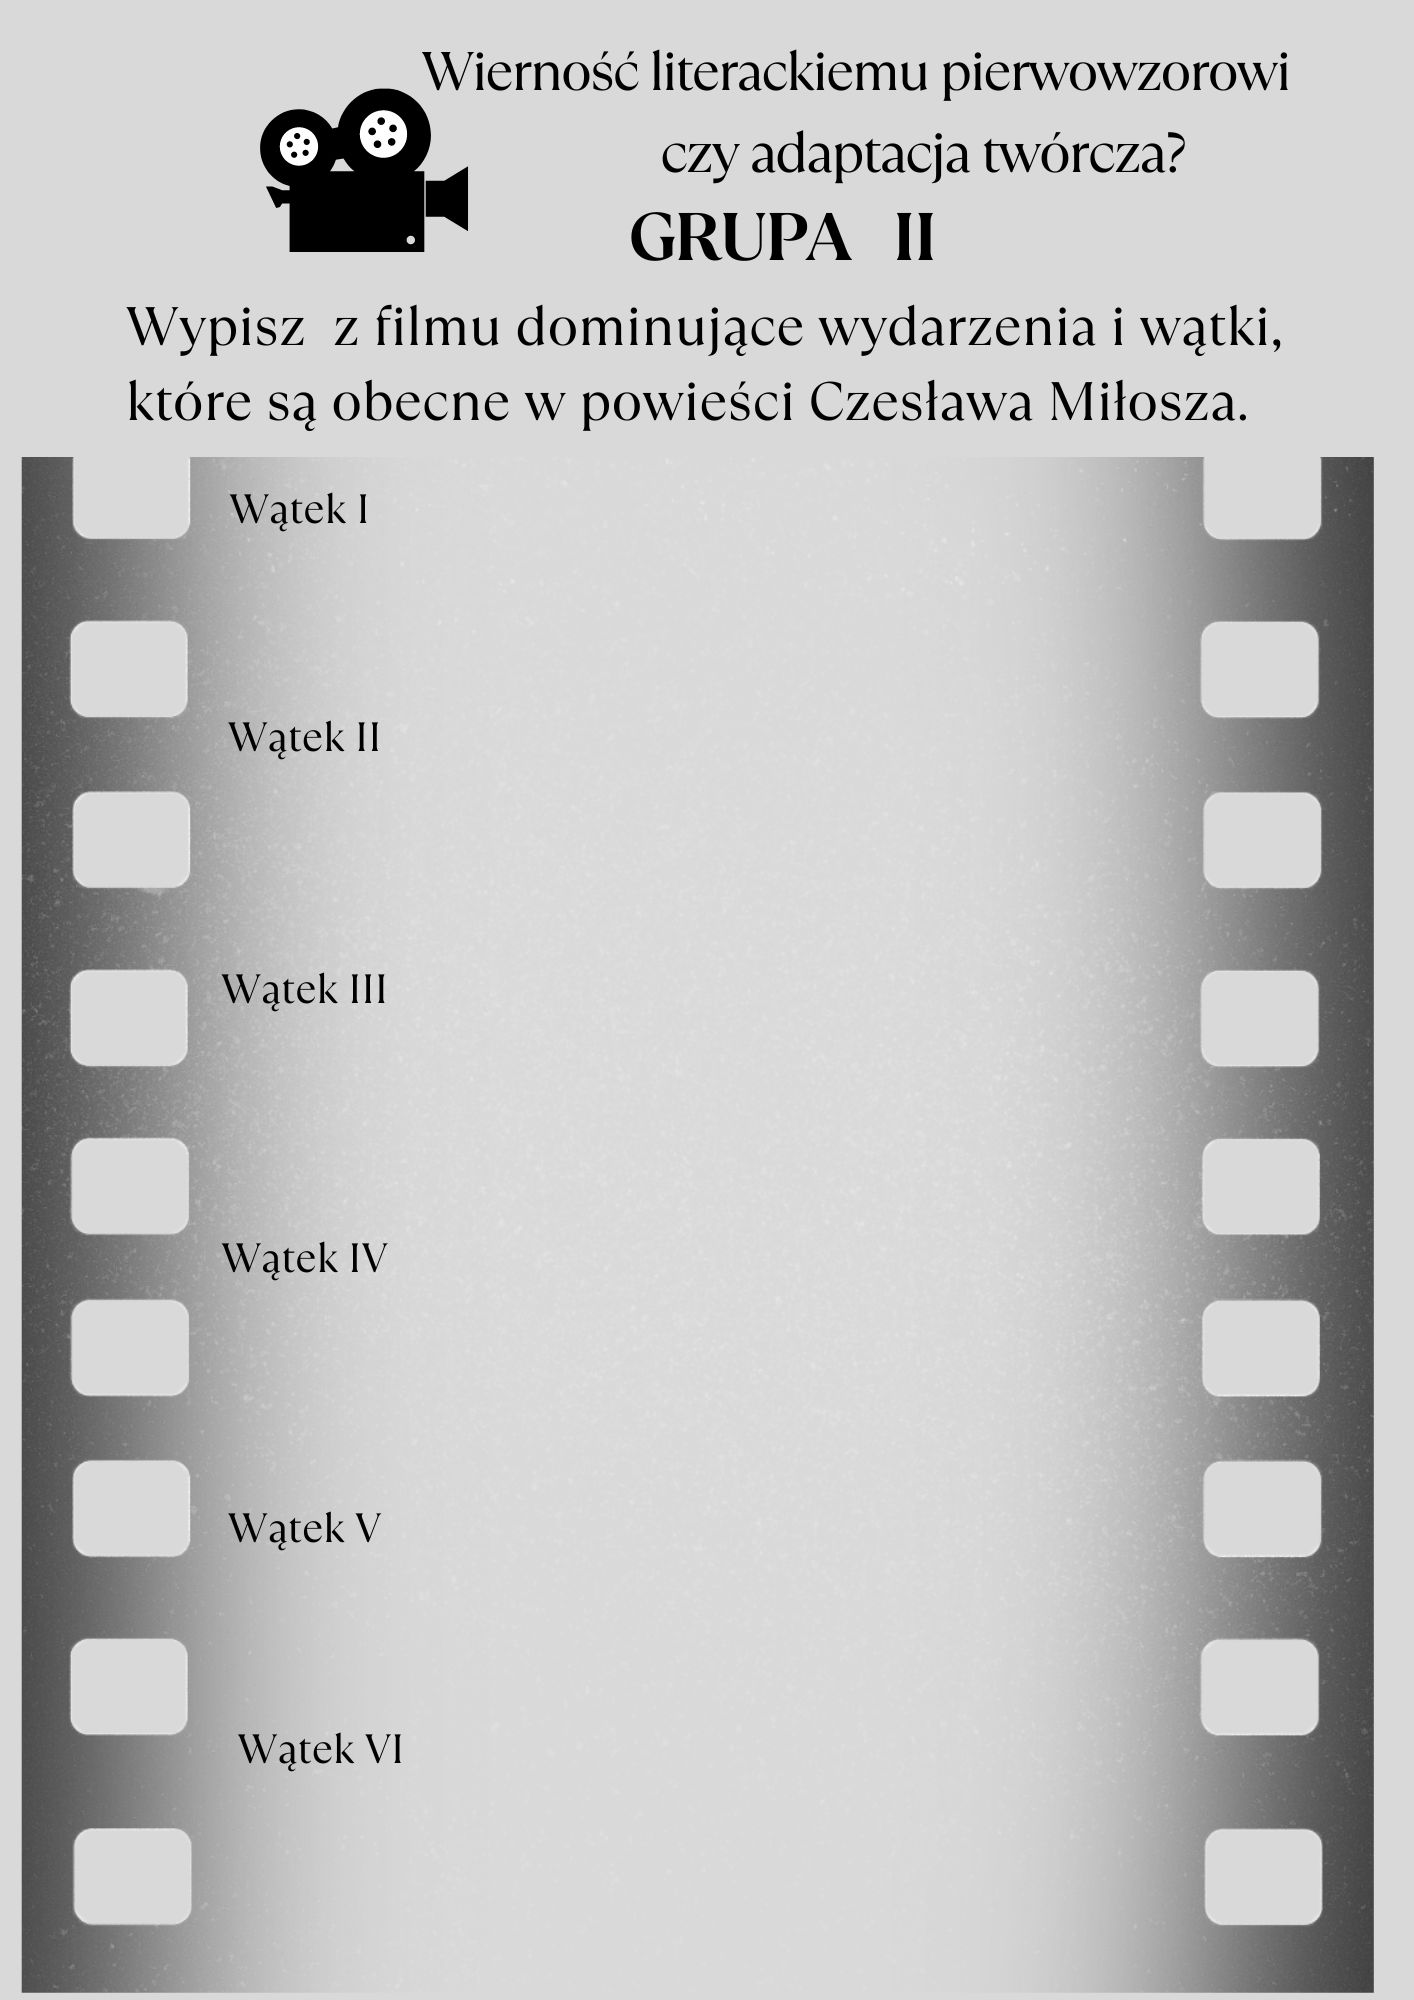 Wierność literackiemu pierwowzorowi
czy adaptacja twórcza?
GRUPA II
Wypisz z filmu dominujące wydarzenia i wątki,
które są obecne w powieści Czesława Miłosza.
Wątek I
Wątek II
Wątek III
Wątek IV
Wątek V
Wątek VI